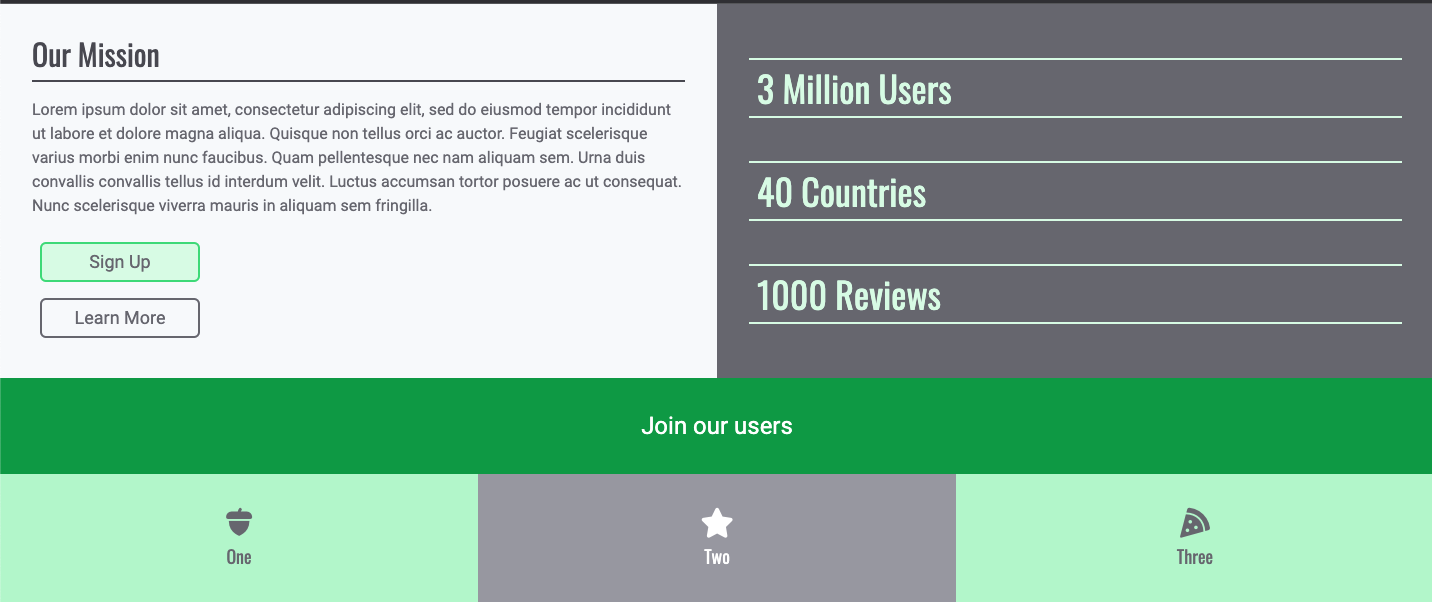 Our Mission
Lorem ipsum dolor sit amet, consectetur adipiscing elit, sed do eiusmod tempor incididunt
ut labore et dolore magna aliqua. Quisque non tellus orci ac auctor. Feugiat scelerisque
varius morbi enim nunc faucibus. Quam pellentesque nec nam aliquam sem. Urna duis
convallis convallis tellus id interdum velit. Luctus accumsan tortor posuere ac ut consequat.
Nunc scelerisque viverra mauris in aliquam sem fringilla.
Sign Up
Learn More
3 Million Users
40 Countries
1000 Reviews
Join our users
One
Two
Three